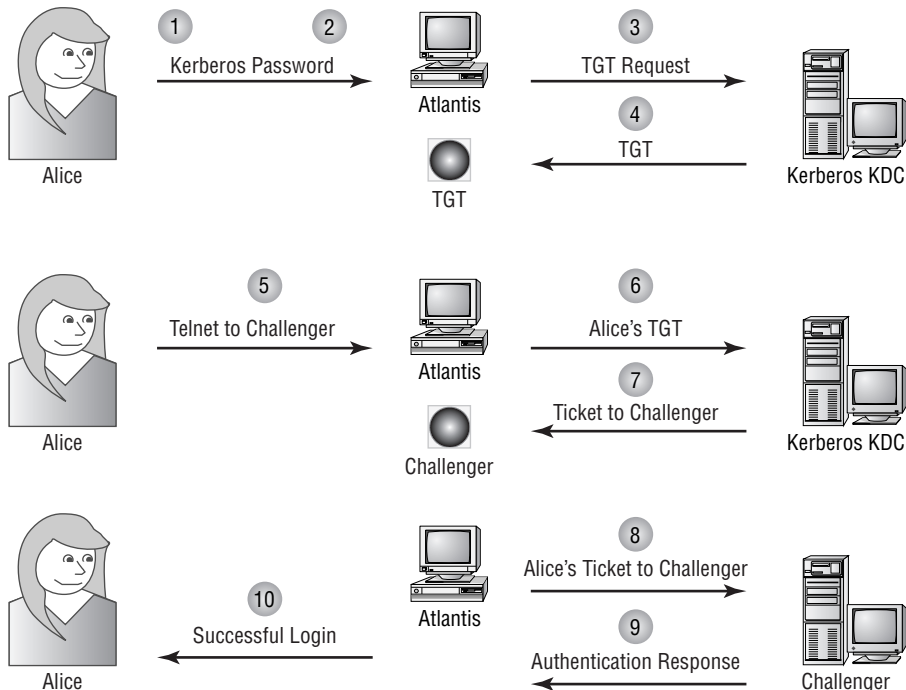 1
2
3
Kerberos Password
TGT Request
Atlantis
4
TGT
Alice
TGT
Kerberos KDC
5
6
Telnet to Challenger
Alice's TGT
Atlantis
7
Ticket to Challenger
Alice
Challenger
Kerberos KDC
8
Alice's Ticket to Challenger
10
Atlantis
9
Successful Login
Authentication Response
Alice
Challenger